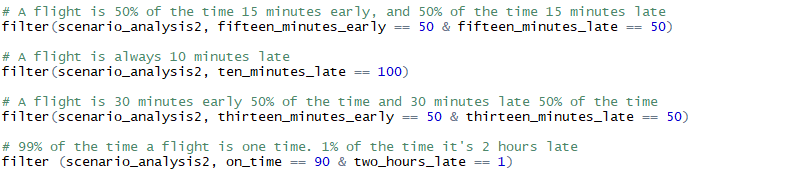 # A flight is 50% of the time 15 minutes early, and 50% of the time 15 minutes late
filter(scenario_analysis2, fifteen_minutes_early == 50 & fifteen_minutes_late == 50)
# A flight is always 10 minutes late
filter(scenario_analysis2, ten_minutes_late == 100)
# A flight is 30 minutes early 50% of the time and 30 minutes late 50% of the time
filter(scenario_analysis2, thirteen_minutes_early == 50 & thirteen_minutes_late == 50)
# 99% of the time a flight is one time. 1% of the time it's 2 hours late
filter (scenario_analysis2, on_time == 90 & two_hours_late == 1)